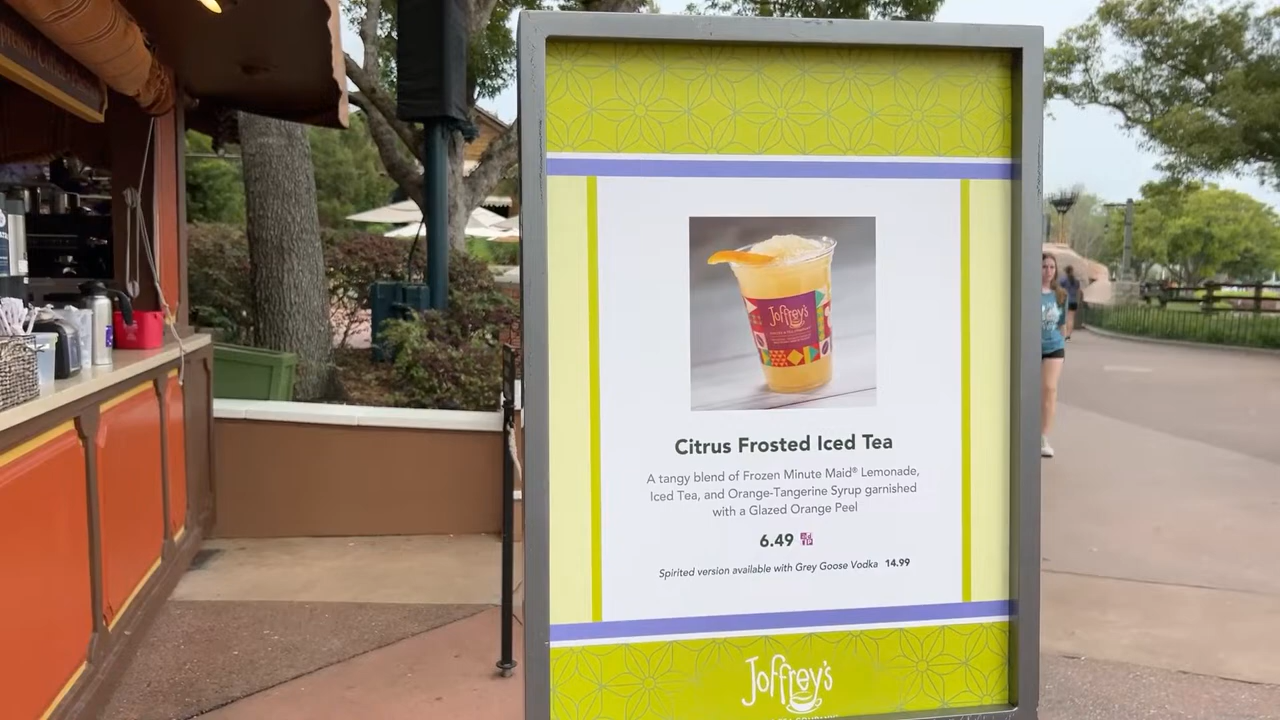 Joffrey's
Citrus Frosted Iced Tea
A tangy blend of Frozen Minute Maid® Lemonade,
Iced Tea, and Orange-Tangerine Syrup garnished
with a Glazed Orange Peel
6.49
Spirited version available with Grey Goose Vodka 14.99
Joffrey's